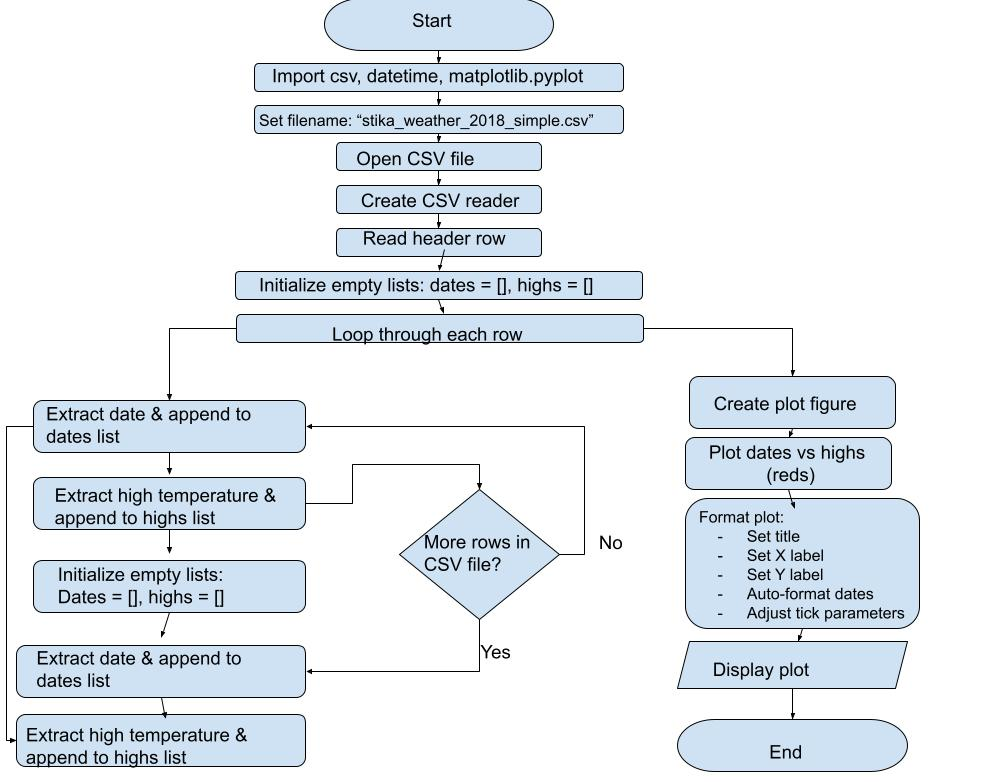 Start
Import csv, datetime, matplotlib.pyplot
Set filename: “stika_weather_2018_simple.csv”
Open CSV file
Create CSV reader
Read header row
Initialize empty lists: dates = [], highs = []
Loop through each row
Extract date & append to
dates list
Extract high temperature &
append to highs list
Initialize empty lists:
Dates = [], highs = []
Extract date & append to
dates list
Extract high temperature &
append to highs list
More rows in
CSV file?
No
Yes
Create plot figure
Plot dates vs highs
(reds)
Format plot:
- Set title
- Set X label
- Set Y label
- Auto-format dates
- Adjust tick parameters
Display plot
End